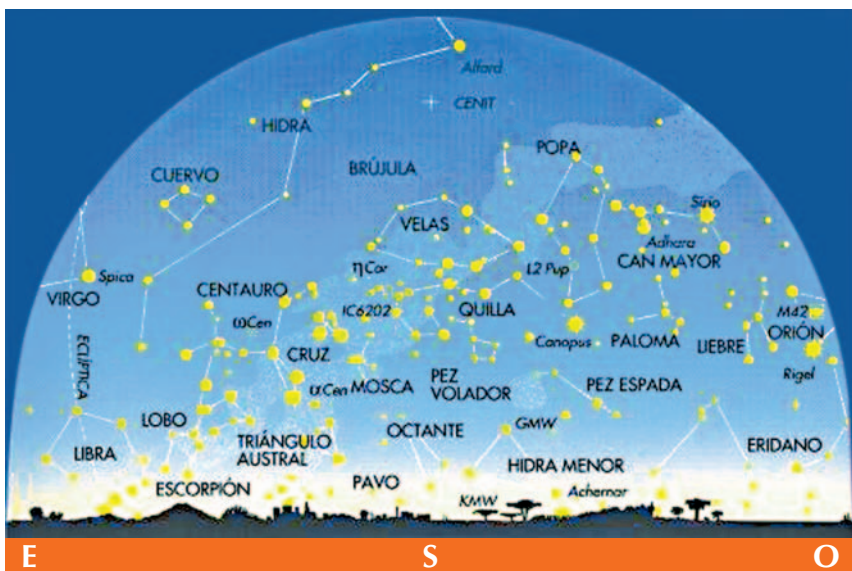 Alfard
CENIT
HIDRA
POPA
BRÚJULA
CUERVO
Sirio
VELAS
Adhara
ηCar
L2 Pup
CAN MAYOR
Spica
VIRGO
CENTAURO
IC6202
QUILLA
M42
ωCen
ORIÓN
Canopus
PALOMA
LIEBRE
ECLÍPTICA
CRUZ
Rigel
αCen
MOSCA
PEZ
VOLADOR
PEZ ESPADA
LOBO
GMW
TRIÁNGULO
AUSTRAL
OCTANTE
ERIDANO
LIBRA
HIDRA MENOR
ESCORPIÓN
PAVO
KMW
Achernar
E S O